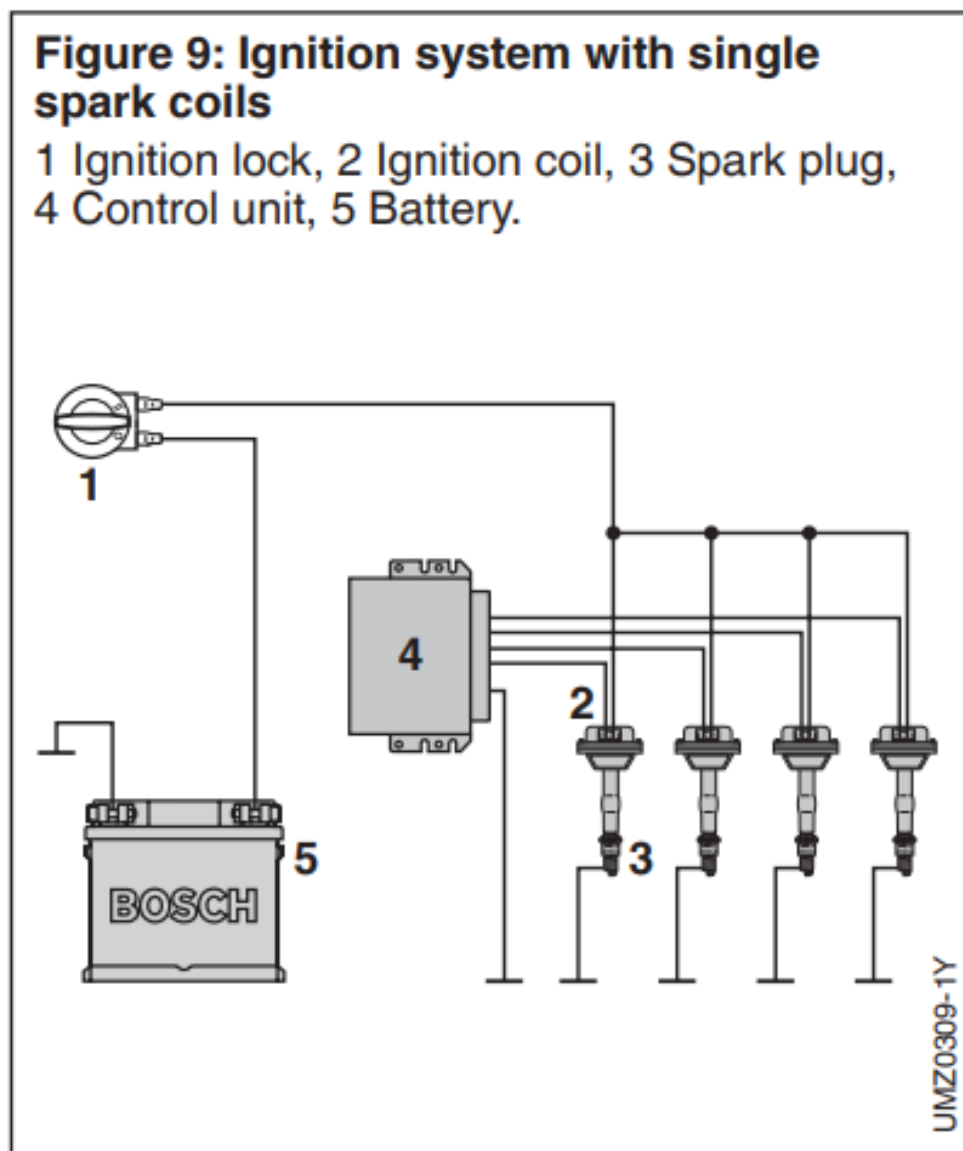 Figure 9: Ignition system with single
spark coils
1 Ignition lock, 2 Ignition coil, 3 Spark plug,
4 Control unit, 5 Battery.
1
4
2
3
5
BOSCH
UMZ0309-1Y